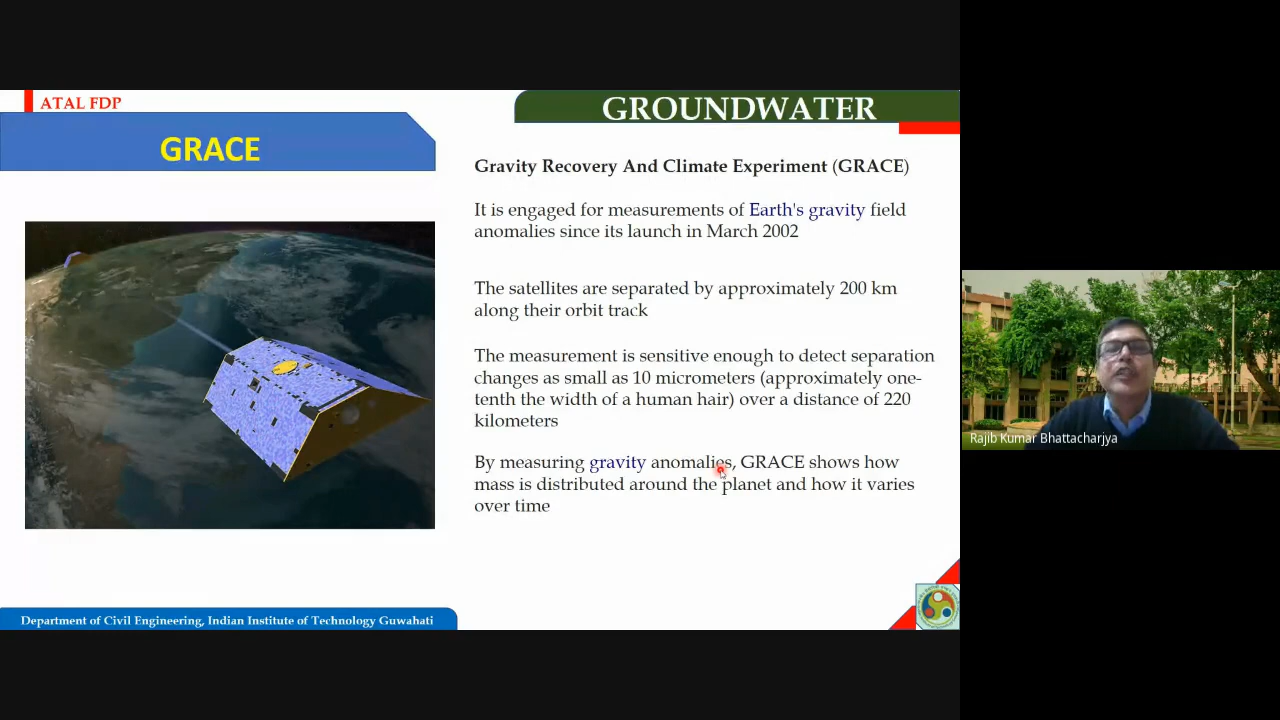 ATAL FDP
GROUNDWATER
GRACE
Gravity Recovery And Climate Experiment (GRACE)
It is engaged for measurements of Earth's gravity field
anomalies since its launch in March 2002
The satellites are separated by approximately 200 km
along their orbit track
The measurement is sensitive enough to detect separation
changes as small as 10 micrometers (approximately one-
tenth the width of a human hair) over a distance of 220
kilometers
By measuring gravity anomalies, GRACE shows how
mass is distributed around the planet and how it varies
over time
Rajib Kumar Bhattacharjya
Department of Civil Engineering, Indian Institute of Technology Guwahati